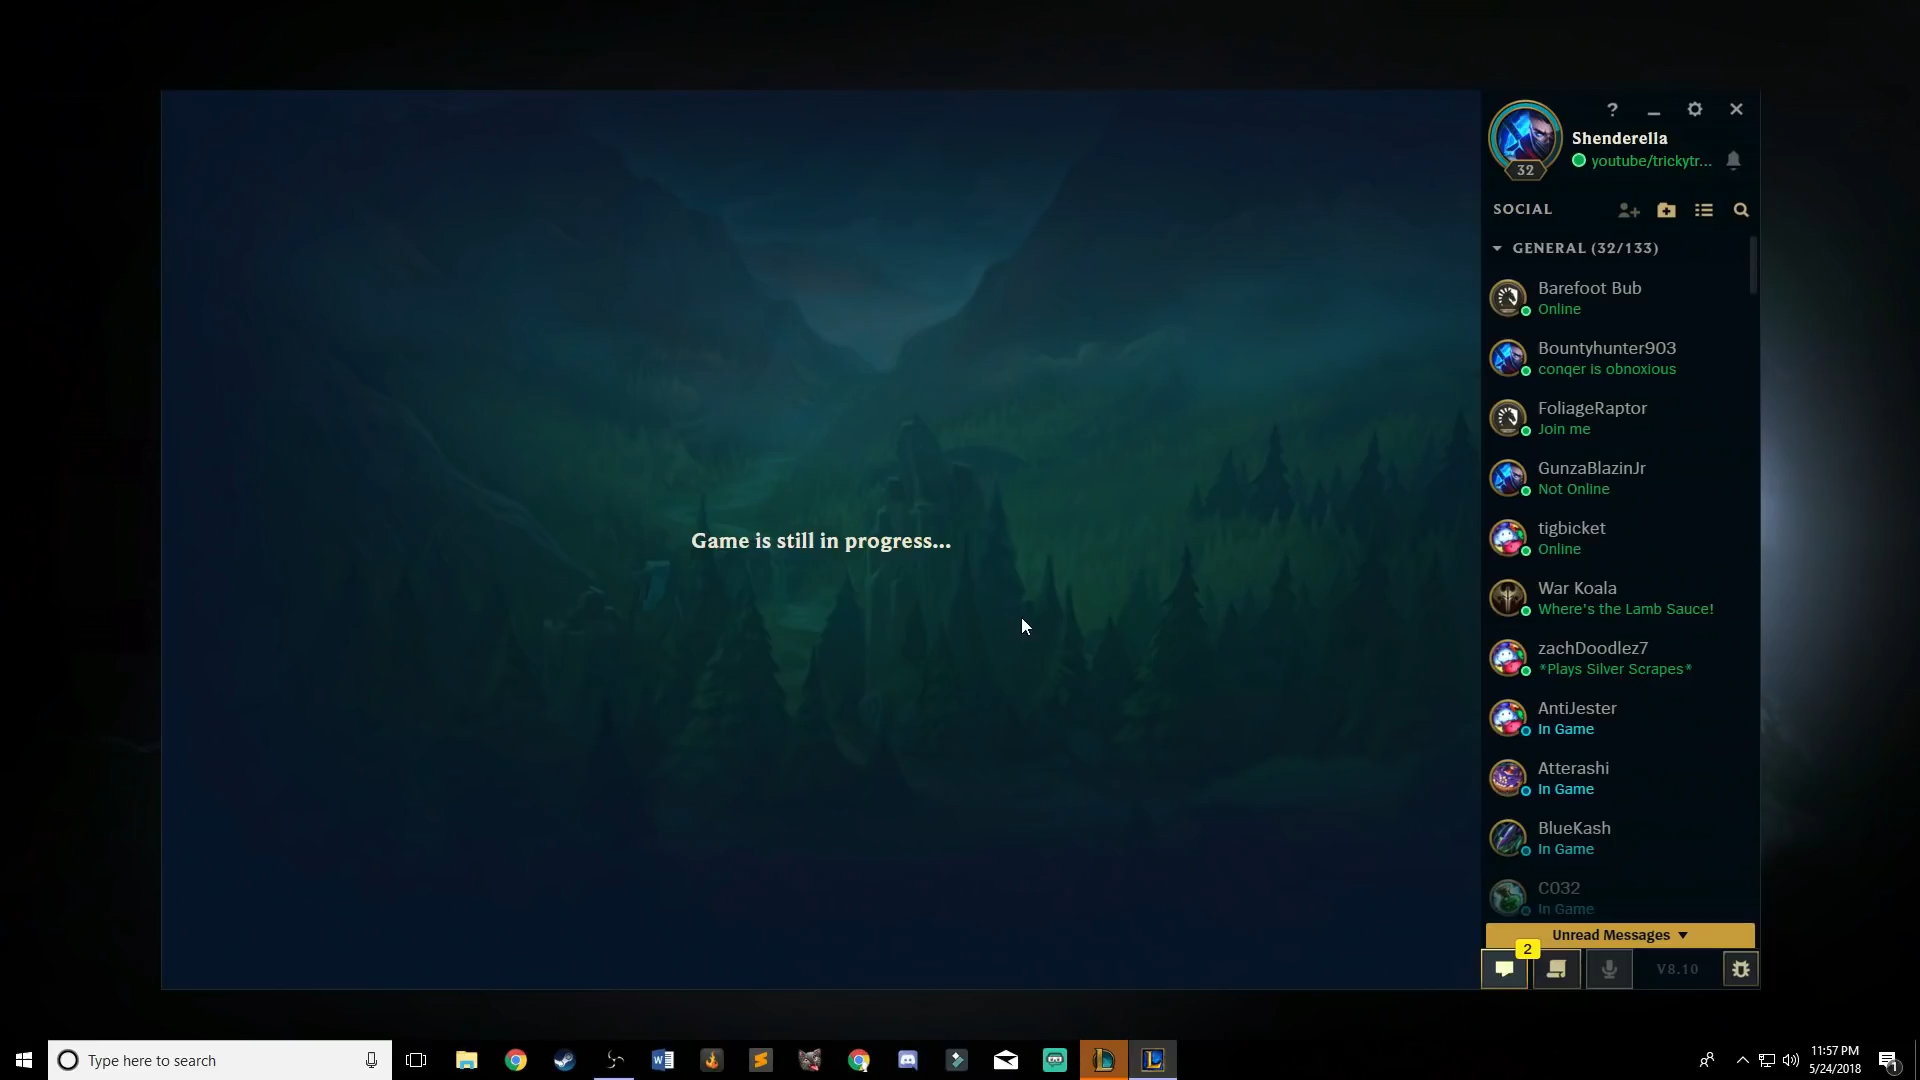 Shenderella
32
youtube/trickytr...
SOCIAL
GENERAL (32/133)
Barefoot Bub
Online
Bountyhunter903
conqer is obnoxious
FoliageRaptor
Join me
GunzaBlazinJr
Not Online
tigbicket
Online
Game is still in progress...
War Koala
Where's the Lamb Sauce!
zachDoodlez7
*Plays Silver Scrapes*
AntiJester
In Game
Atterashi
In Game
BlueKash
In Game
CO32
In Game
Unread Messages
2
V8.10
Type here to search
11:57 PM
5/24/2018
1